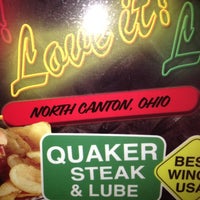 Love it!
NORTH CANTON, OHIO
QUAKER
STEAK
& LUBE
BEST
WINGS
USA